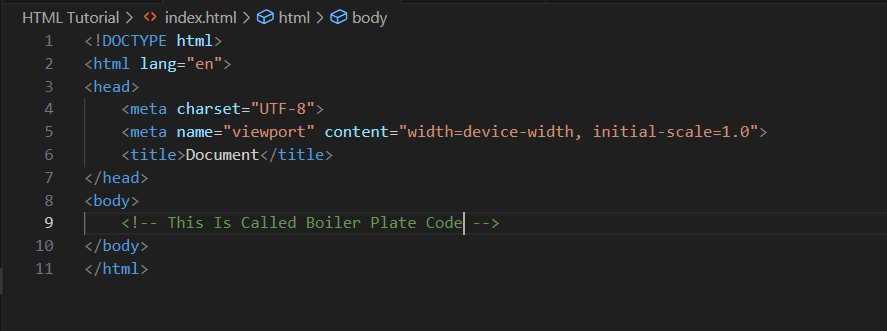 HTML Tutorial > index.html > html > body
1 <!DOCTYPE html>
2 <html lang="en">
3 <head>
4     <meta charset="UTF-8">
5     <meta name="viewport" content="width=device-width, initial-scale=1.0">
6     <title>Document</title>
7 </head>
8 <body>
9     <!-- This Is Called Boiler Plate Code -->
10 </body>
11 </html>